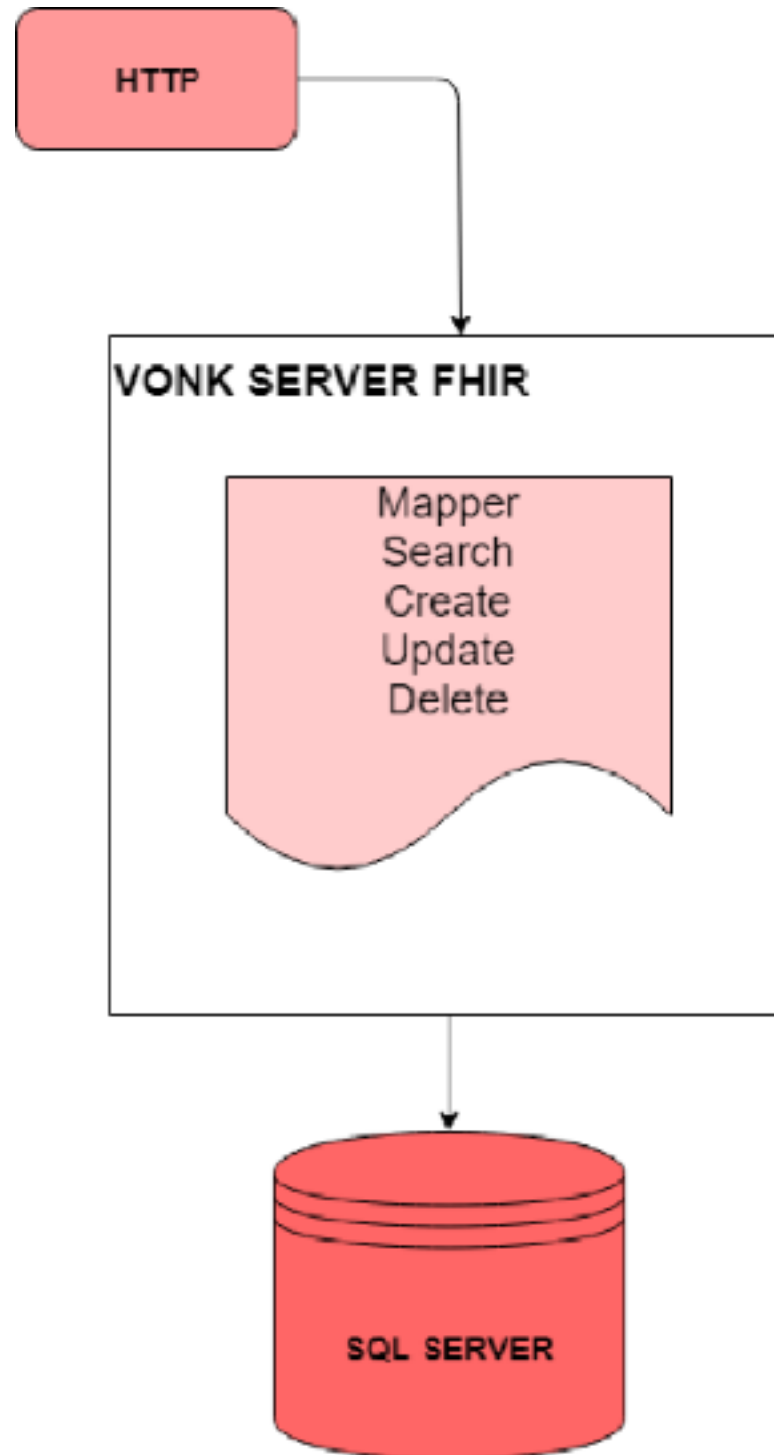 HTTP
VONK SERVER FHIR
Mapper
Search
Create
Update
Delete
SQL SERVER